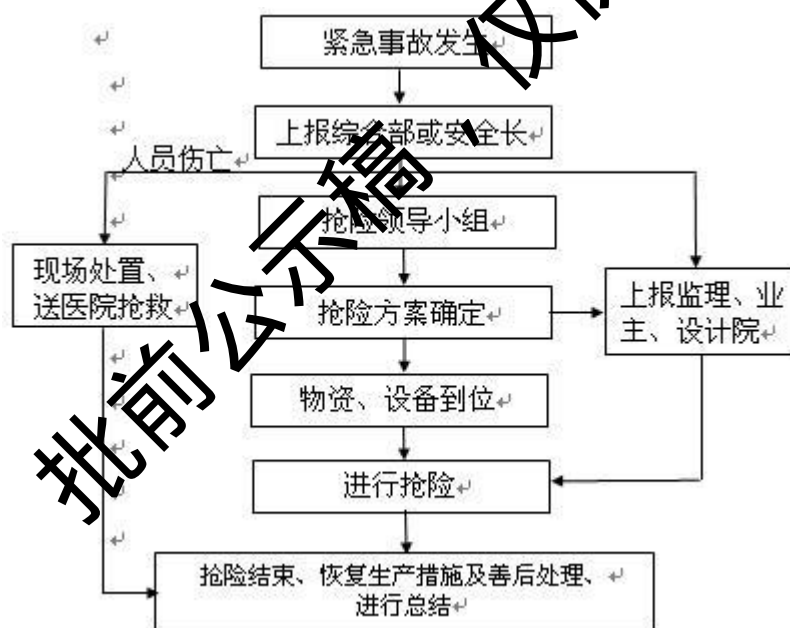 紧急事故发生
上报综合部或安全长
人员伤亡
抢险领导小组
现场处置、
送医院抢救
抢险方案确定
上报监理、业
主、设计院
物资、设备到位
进行抢险
抢险结束、恢复生产措施及善后处理、
进行总结
批前公示稿，仅